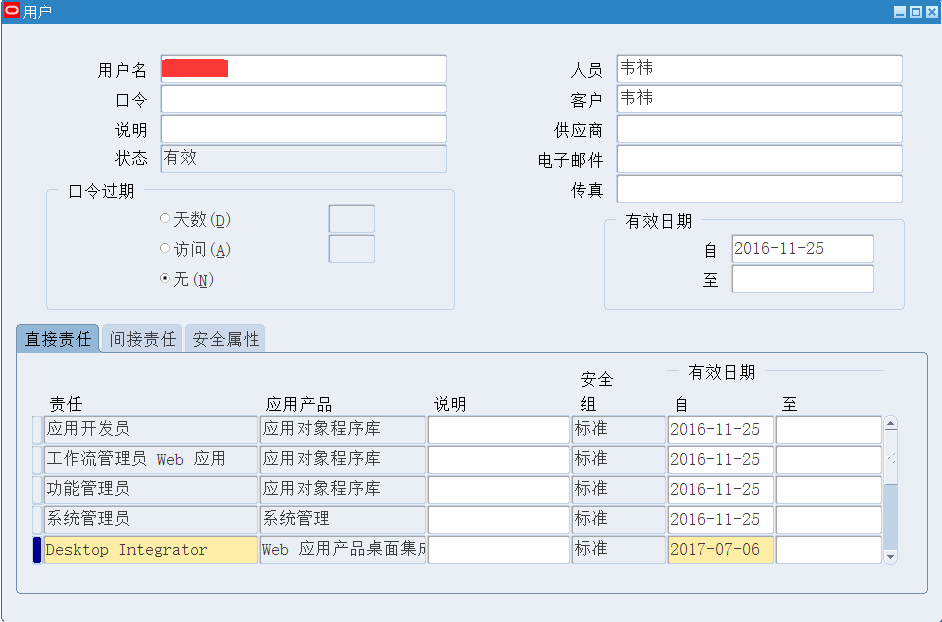 用户
用户名
口令
说明
状态 有效
人员 韦祎
客户 韦祎
供应商
电子邮件
传真
口令过期
天数(D)
访问(A)
无(N)
有效日期
自 2016-11-25
至
直接责任 间接责任 安全属性
有效日期
责任 应用产品 说明 安全组 自 至
应用开发员 应用对象程序库 标准 2016-11-25
工作流管理员 Web 应用 应用对象程序库 标准 2016-11-25
功能管理员 应用对象程序库 标准 2016-11-25
系统管理员 系统管理 标准 2016-11-25
Desktop Integrator Web 应用产品桌面集成 标准 2017-07-06